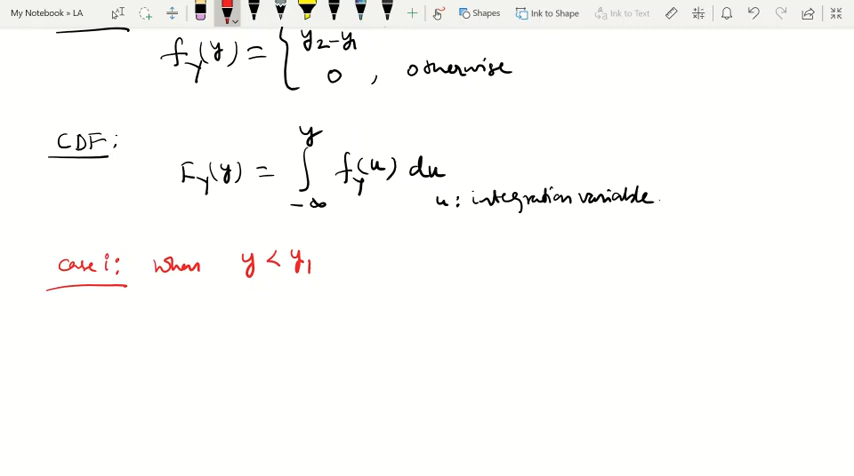 My Notebook » LA
Shapes
Ink to Shape
Ink to Text
f_Y(y) = { y₂-y₁
0 , otherwise
CDF:
F_Y(y) = ∫_{-∞}^{y} f_Y(u) du
u: integration variable.
Case i: When y < y₁